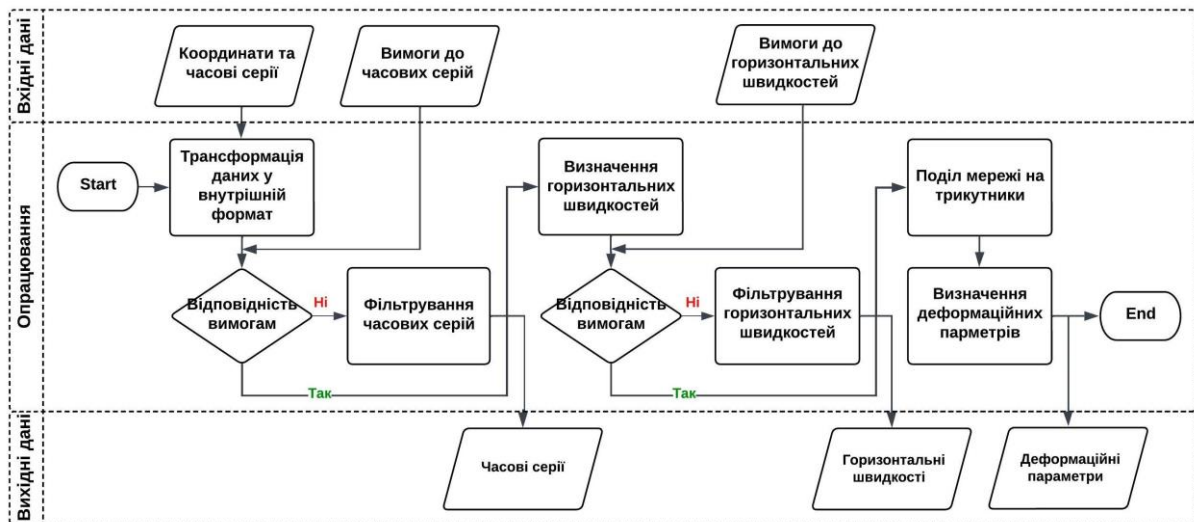 Вхідні дані
Координати та
часові серії
Вимоги до
часових серій
Вимоги до
горизонтальних
швидкостей
Опрацювання
Start
Трансформація
даних у
внутрішній
формат
Визначення
горизонтальних
швидкостей
Поділ мережі на
трикутники
Відповідність
вимогам
Ні
Фільтрування
часових серій
Відповідність
вимогам
Ні
Фільтрування
горизонтальних
швидкостей
Визначення
деформаційних
парметрів
End
Так
Так
Вихідні дані
Часові серії
Горизонтальні
швидкості
Деформаційні
параметри